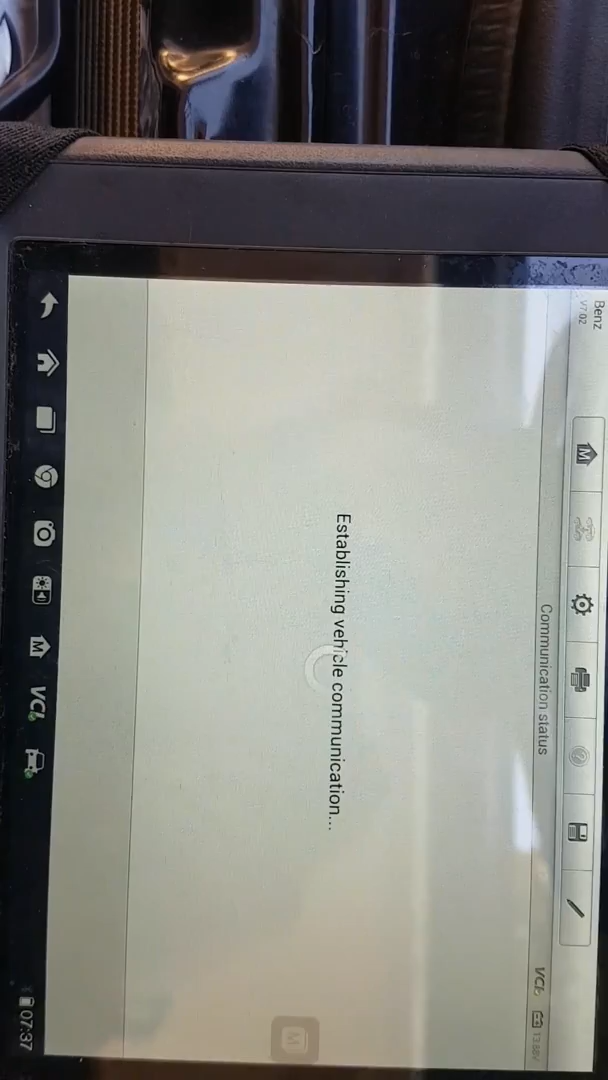 Benz
V7.02
Communication status
VCI
13.88V
Establishing vehicle communication...
M
VCI
07:37